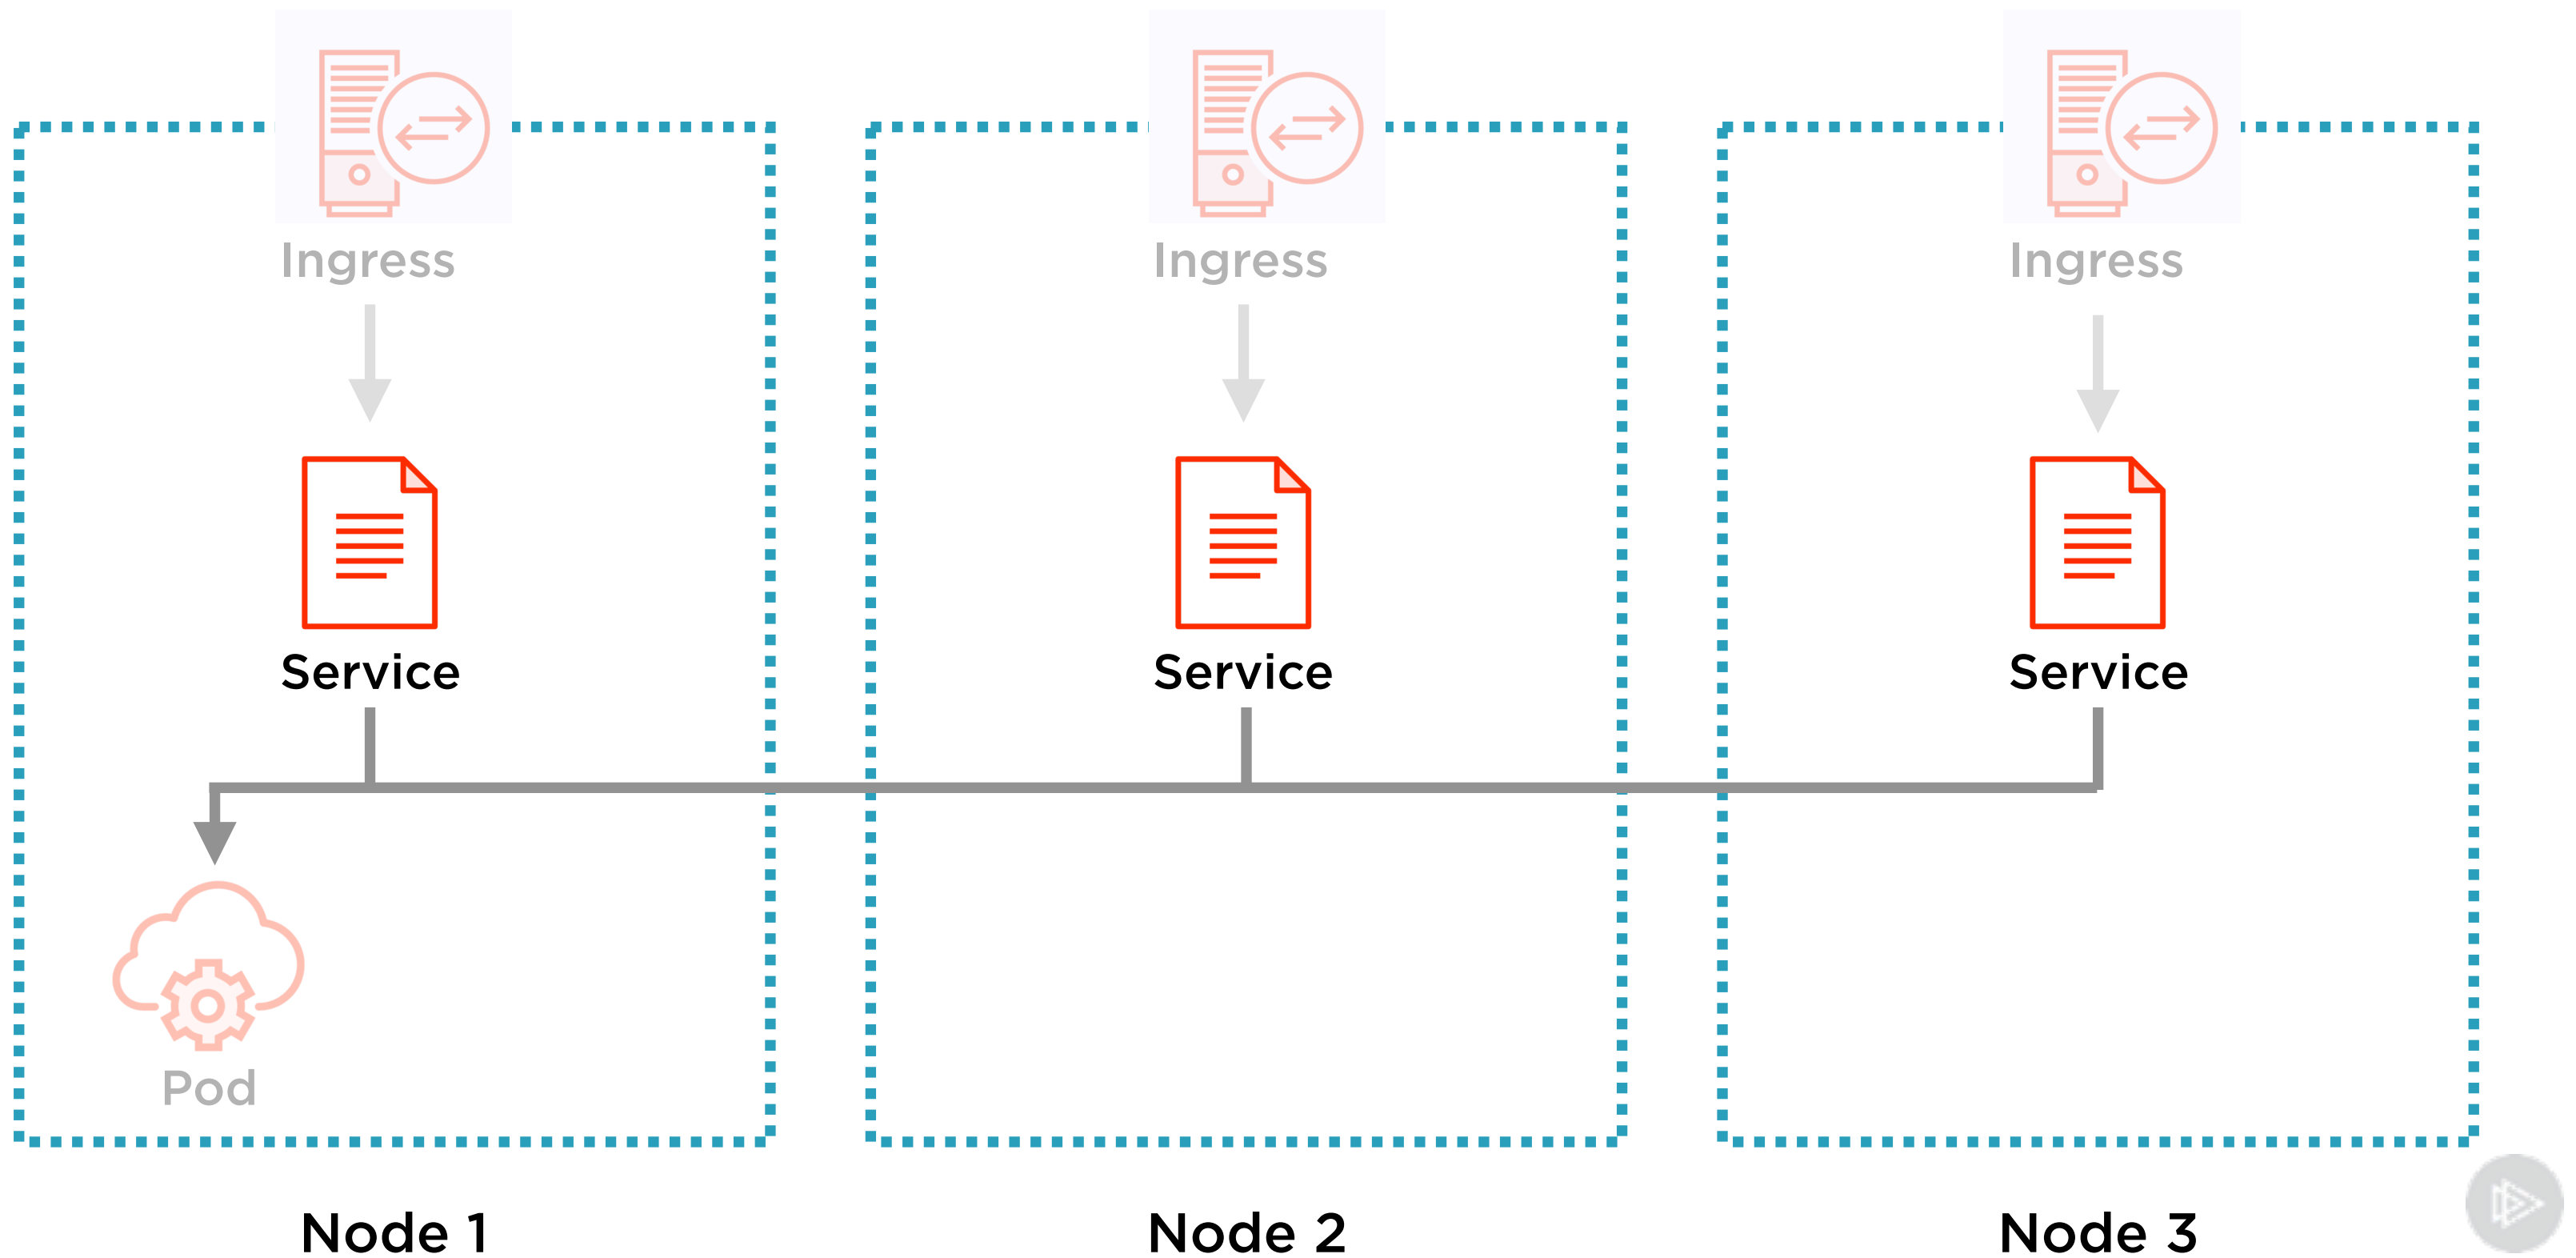 Ingress
Ingress
Ingress
Service
Service
Service
Pod
Node 1
Node 2
Node 3